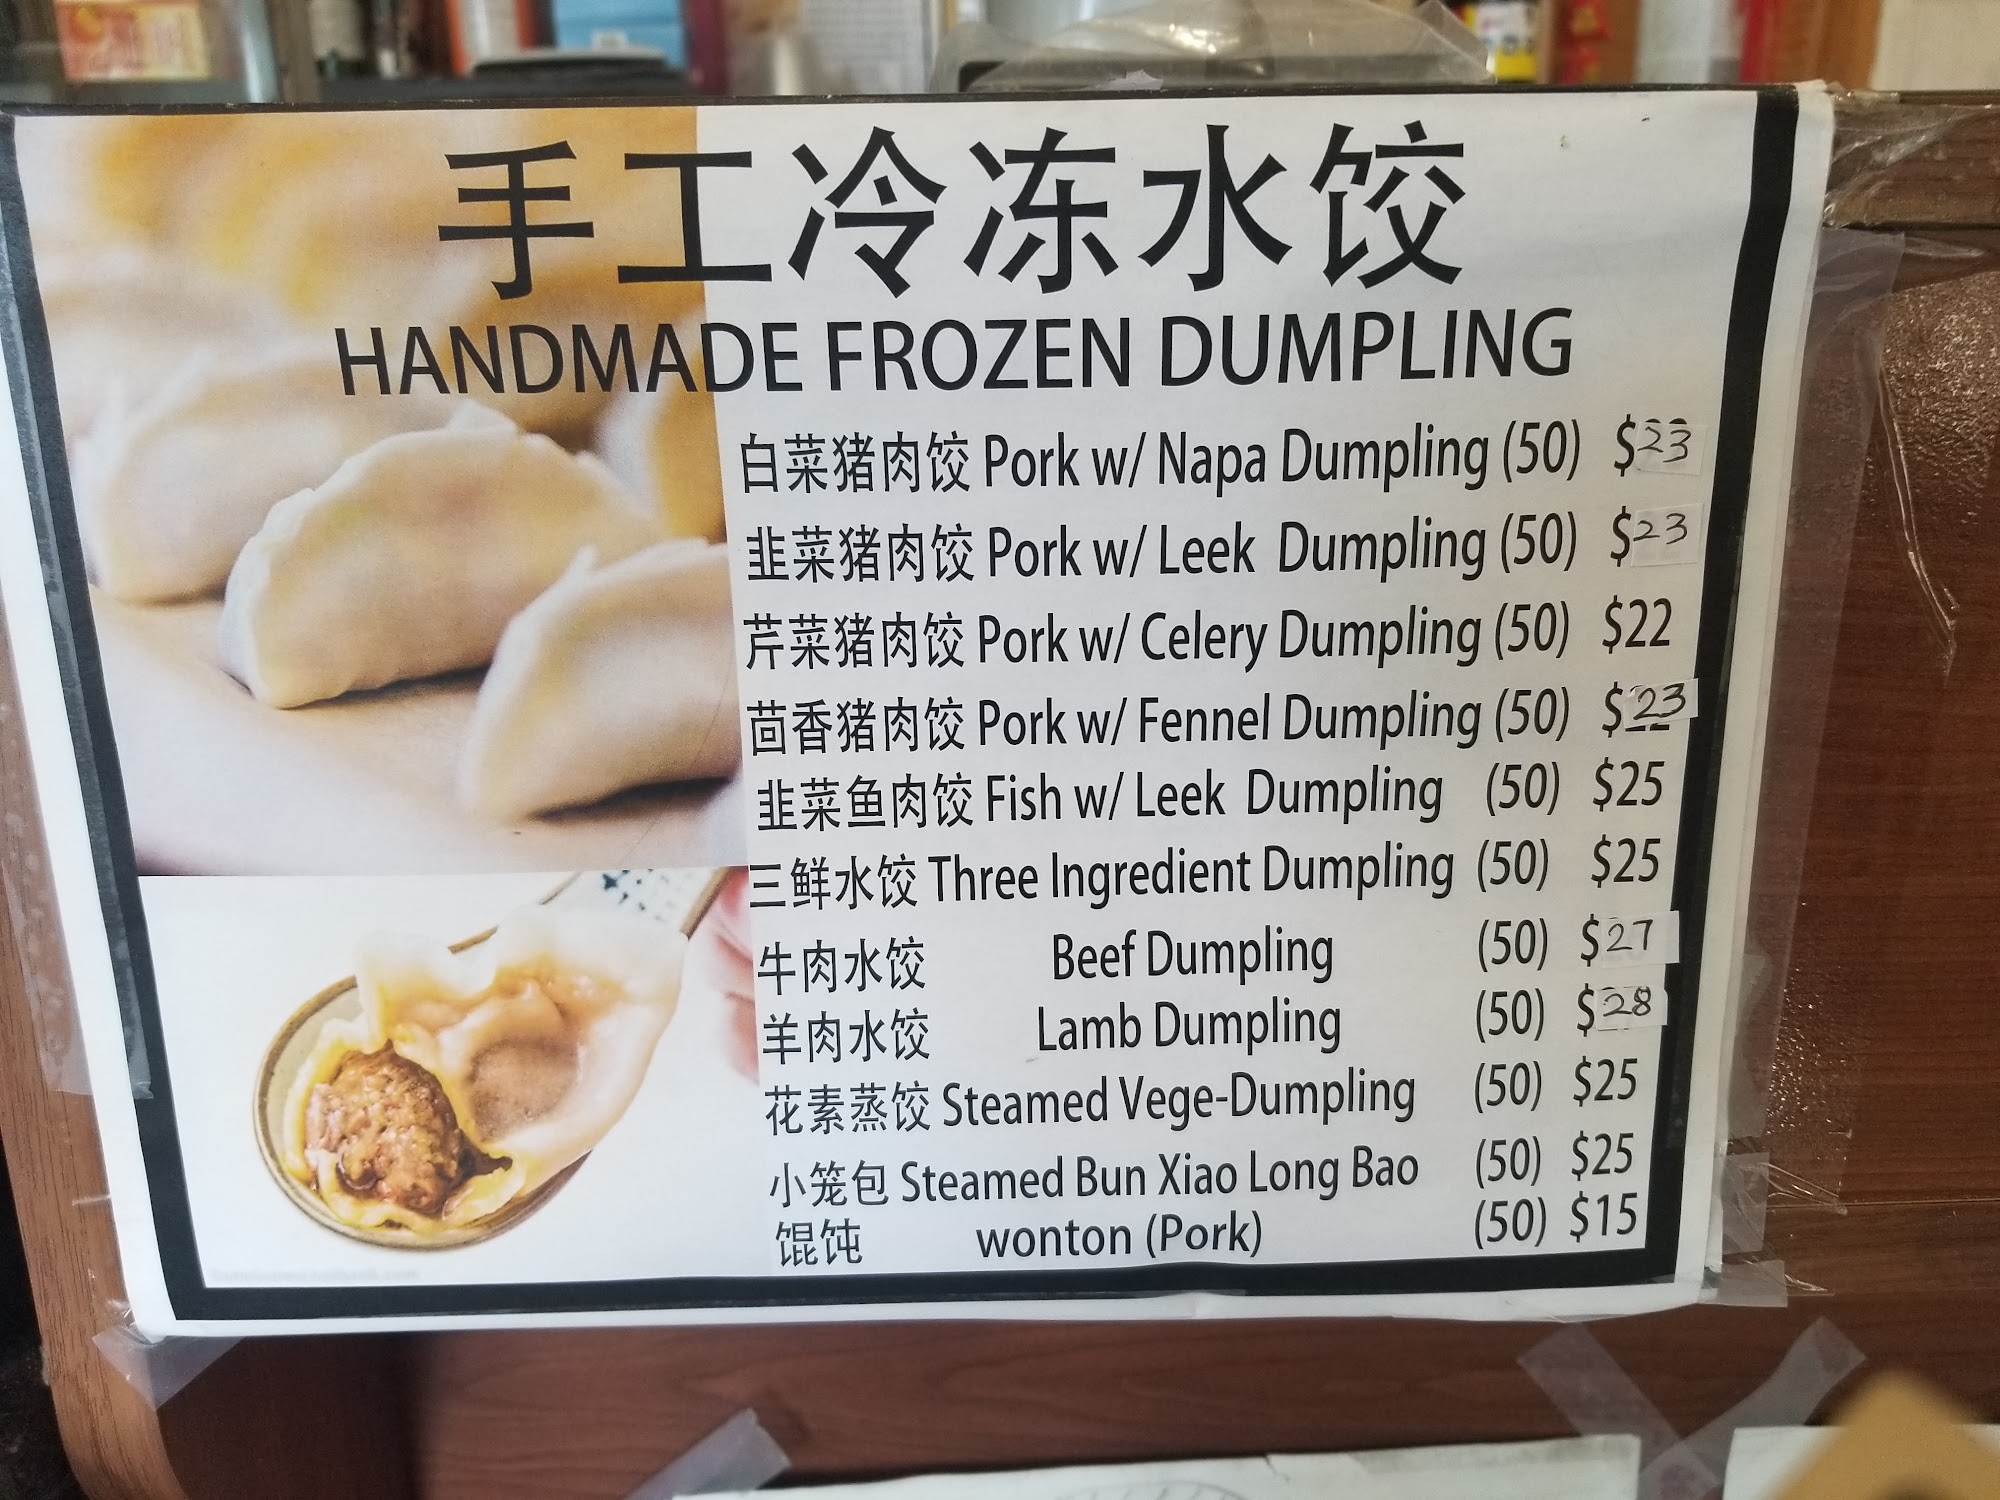 手工冷冻水饺
HANDMADE FROZEN DUMPLING
白菜猪肉饺 Pork w/ Napa Dumpling (50) $23
韭菜猪肉饺 Pork w/ Leek Dumpling (50) $23
芹菜猪肉饺 Pork w/ Celery Dumpling (50) $22
茴香猪肉饺 Pork w/ Fennel Dumpling (50) $23
韭菜鱼肉饺 Fish w/ Leek Dumpling (50) $25
三鲜水饺 Three Ingredient Dumpling (50) $25
牛肉水饺 Beef Dumpling (50) $27
羊肉水饺 Lamb Dumpling (50) $28
花素蒸饺 Steamed Vege-Dumpling (50) $25
小笼包 Steamed Bun Xiao Long Bao (50) $25
馄饨 wonton (Pork) (50) $15